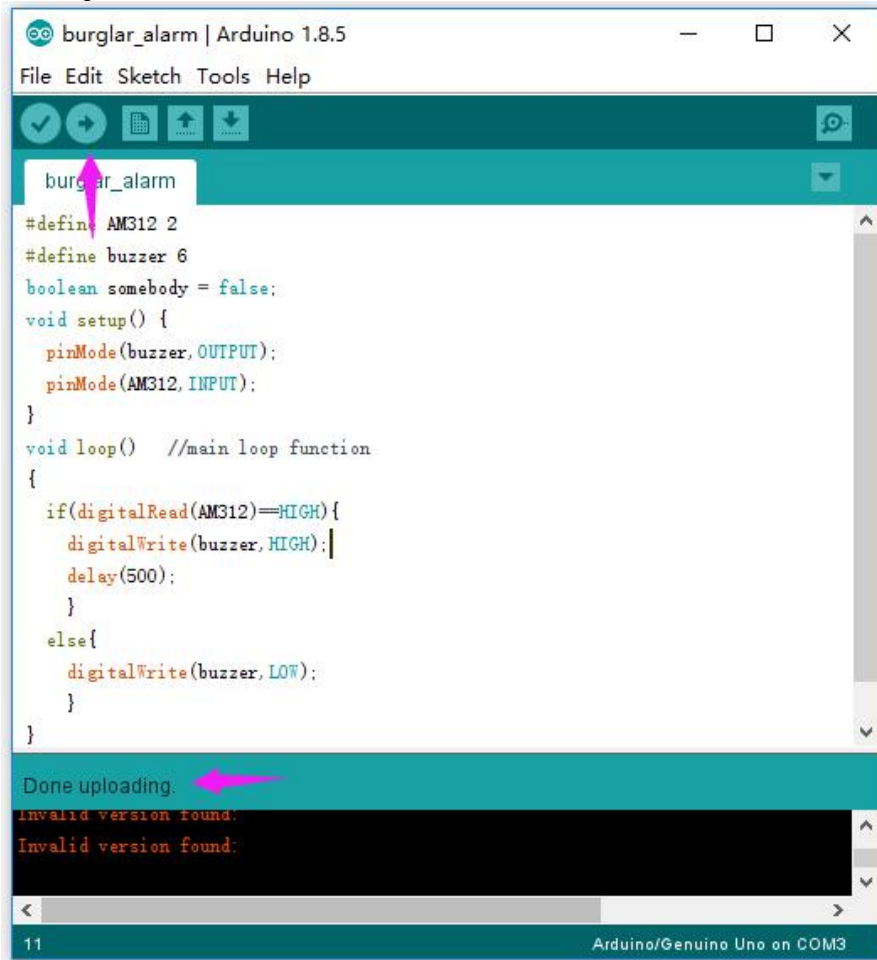 burglar_alarm | Arduino 1.8.5
File Edit Sketch Tools Help
burglar_alarm
#define AM312 2
#define buzzer 6
boolean somebody = false;
void setup() {
  pinMode(buzzer,OUTPUT);
  pinMode(AM312,INPUT);
}
void loop()   //main loop function
{
  if(digitalRead(AM312)==HIGH){
    digitalWrite(buzzer,HIGH);
    delay(500);
    }
  else{
    digitalWrite(buzzer,LOW);
    }
}
Done uploading.
Invalid version found:
Invalid version found:
11 Arduino/Genuino Uno on COM3